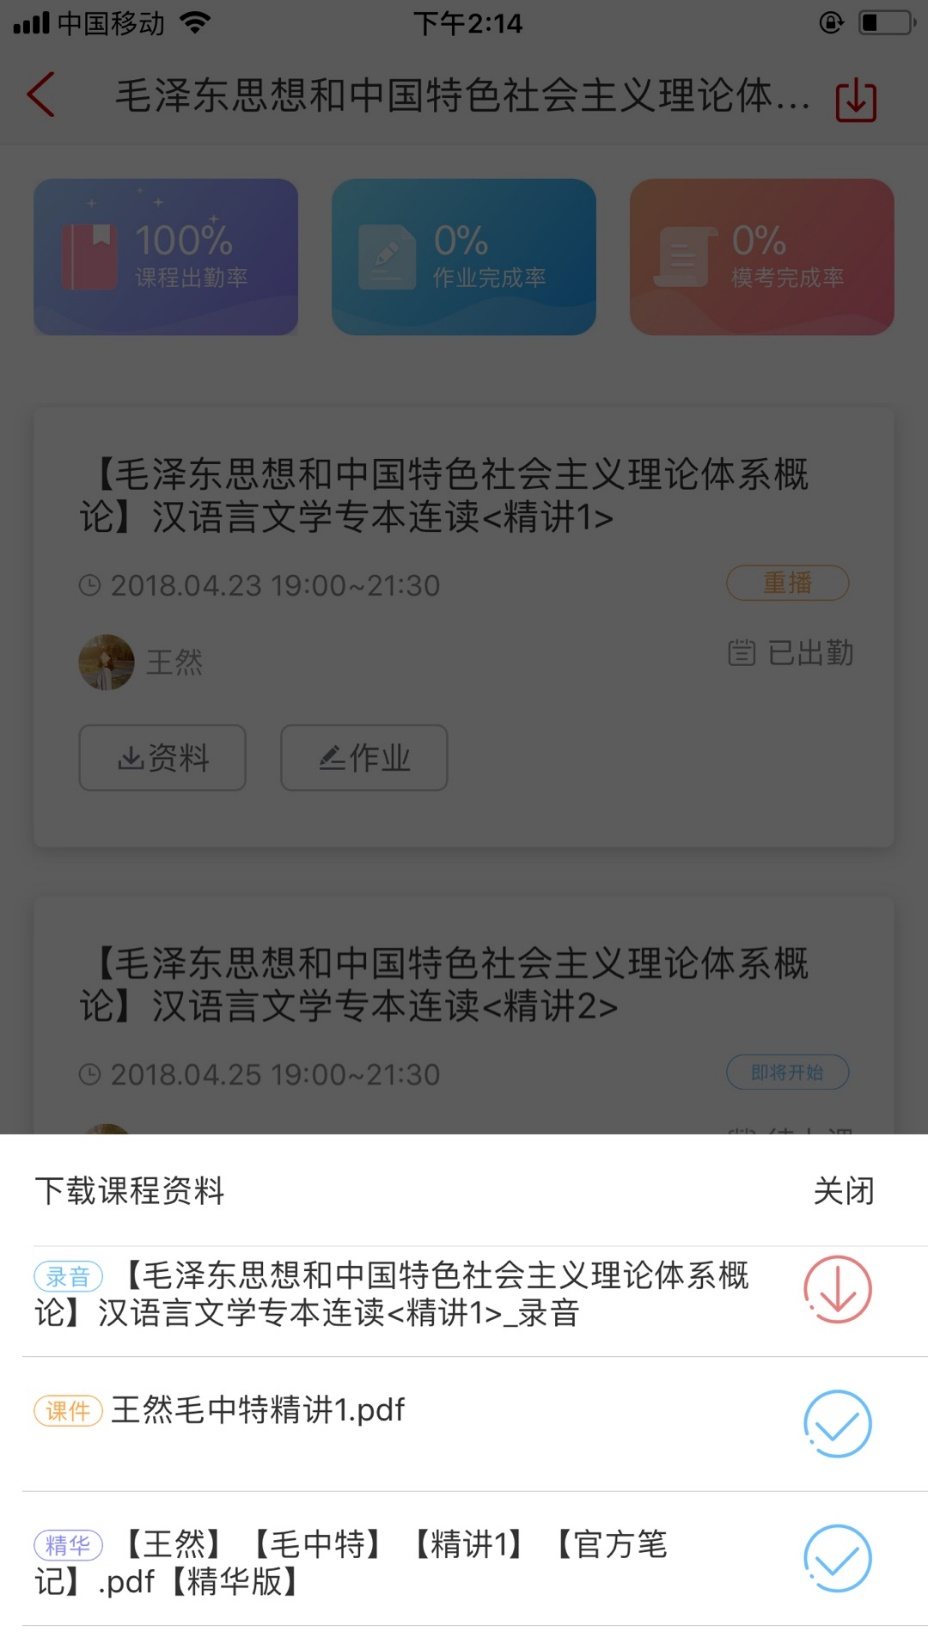 中国移动
下午2:14
毛泽东思想和中国特色社会主义理论体...
100%
课程出勤率
0%
作业完成率
0%
模考完成率
【毛泽东思想和中国特色社会主义理论体系概
论】汉语言文学专本连读<精讲1>
2018.04.23 19:00~21:30
重播
王然
已出勤
资料
作业
【毛泽东思想和中国特色社会主义理论体系概
论】汉语言文学专本连读<精讲2>
2018.04.25 19:00~21:30
即将开始
下载课程资料
关闭
录音 【毛泽东思想和中国特色社会主义理论体系概
论】汉语言文学专本连读<精讲1>_录音
课件 王然毛中特精讲1.pdf
精华 【王然】【毛中特】【精讲1】【官方笔
记】.pdf【精华版】